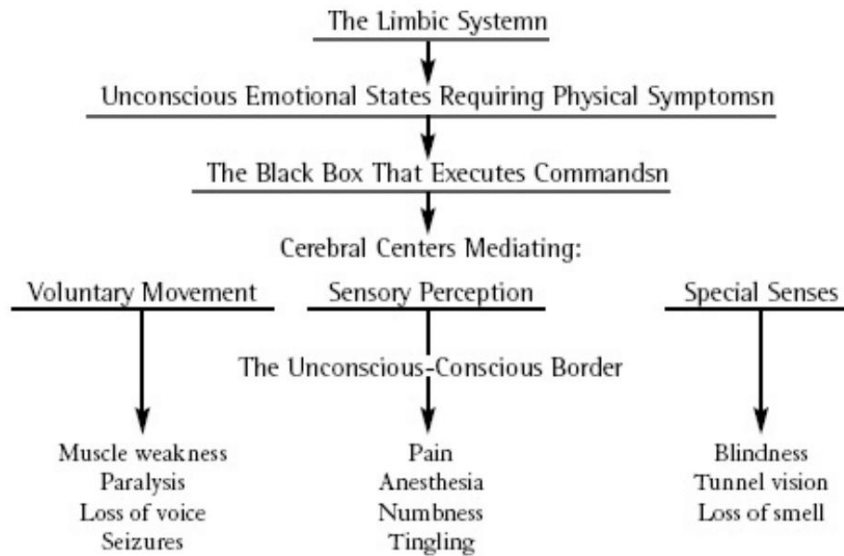 The Limbic Systemn
Unconscious Emotional States Requiring Physical Symptomsn
The Black Box That Executes Commandsn
Cerebral Centers Mediating:
Voluntary Movement Sensory Perception Special Senses
The Unconscious-Conscious Border
Muscle weakness Pain Blindness
Paralysis Anesthesia Tunnel vision
Loss of voice Numbness Loss of smell
Seizures Tingling